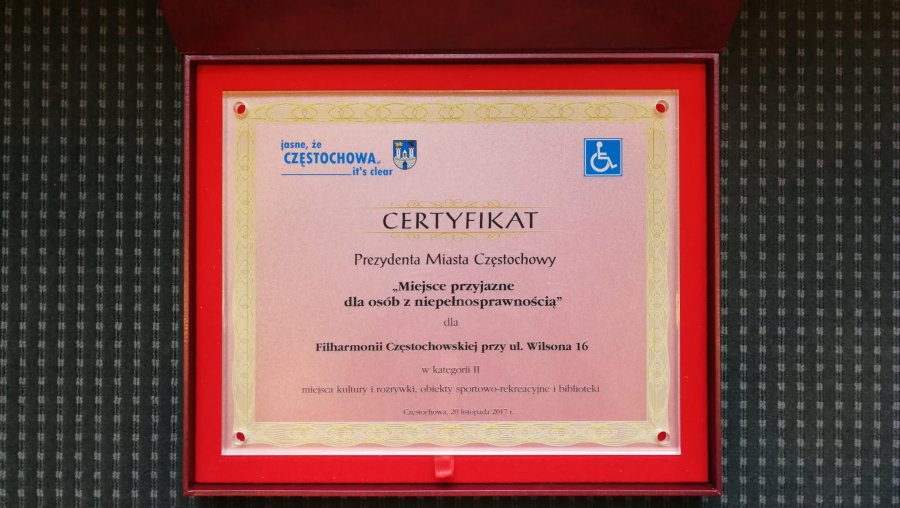 jasne, że
CZĘSTOCHOWA
it's clear
CERTYFIKAT
Prezydenta Miasta Częstochowy
„Miejsce przyjazne
dla osób z niepełnosprawnością”
dla
Filharmonii Częstochowskiej przy ul. Wilsona 16
w kategorii II
miejsca kultury i rozrywki, obiekty sportowo-rekreacyjne i biblioteki
Częstochowa, 20 listopada 2017 r.